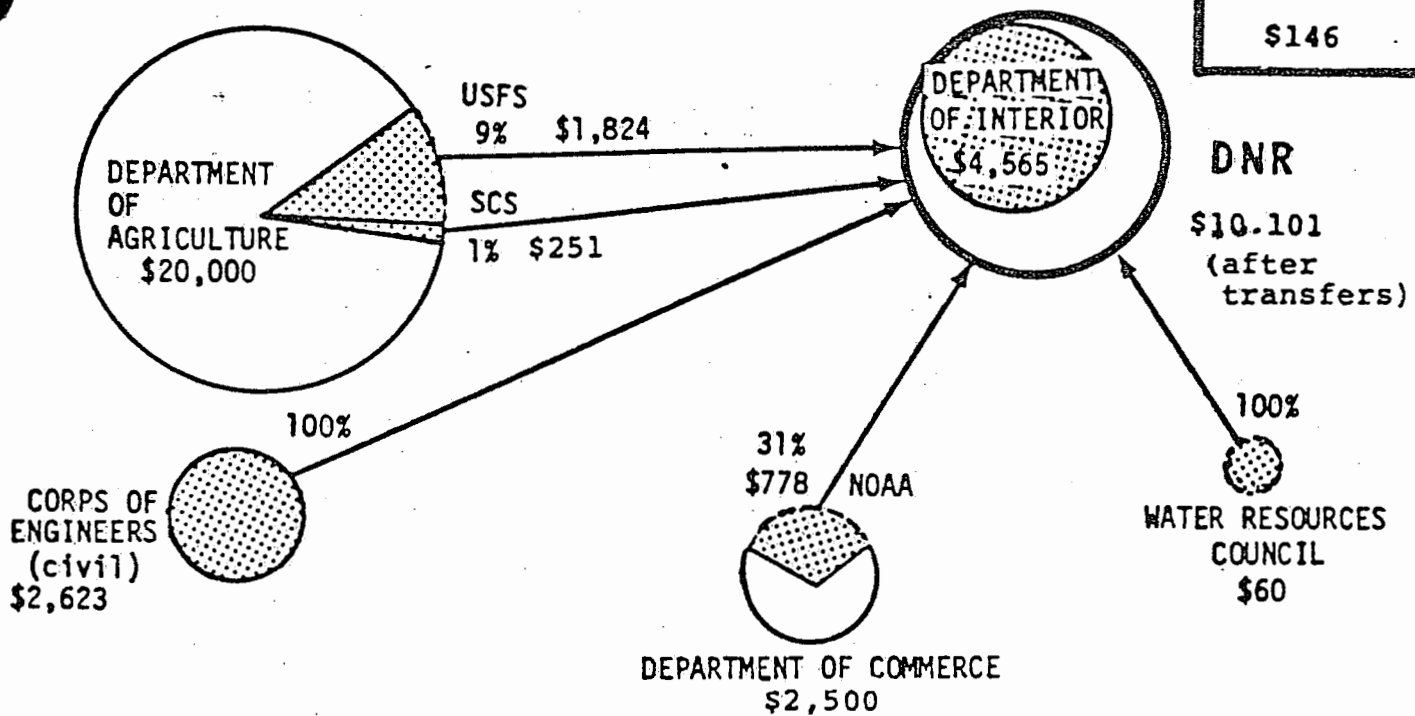 $146
USFS
9% $1,824
SCS
1% $251
DEPARTMENT
OF
AGRICULTURE
$20,000
DEPARTMENT
OF INTERIOR
$4,565
DNR
$10.101
(after
transfers)
100%
CORPS OF
ENGINEERS
(civil)
$2,623
31%
$778 NOAA
DEPARTMENT OF COMMERCE
$2,500
100%
WATER RESOURCES
COUNCIL
$60